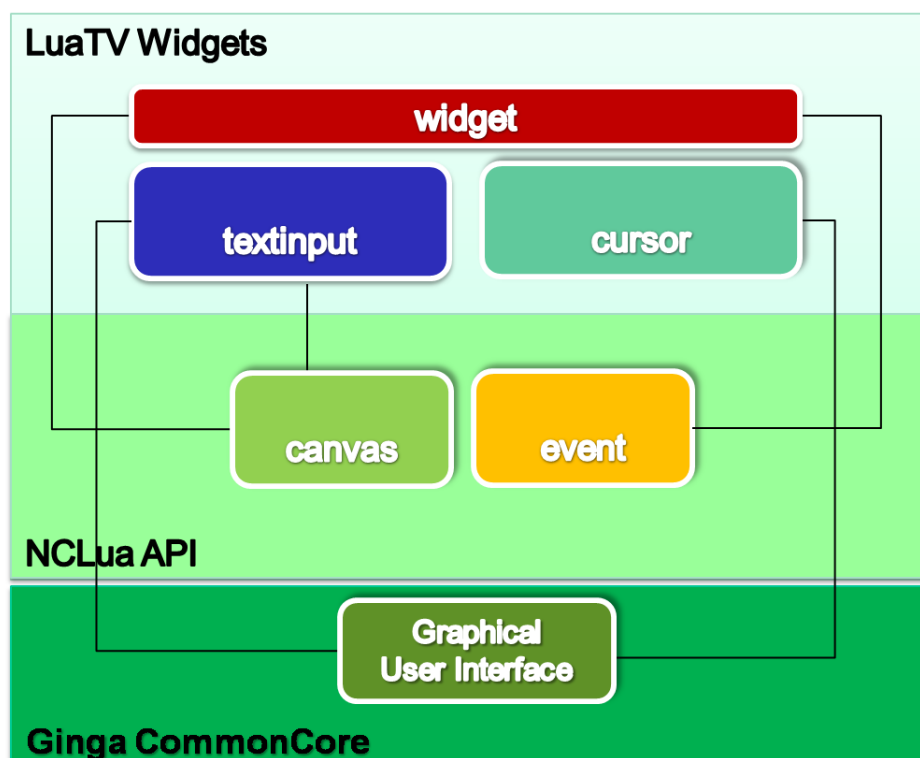 LuaTV Widgets
widget
textinput
cursor
canvas
event
NCLua API
Graphical
User Interface
Ginga CommonCore